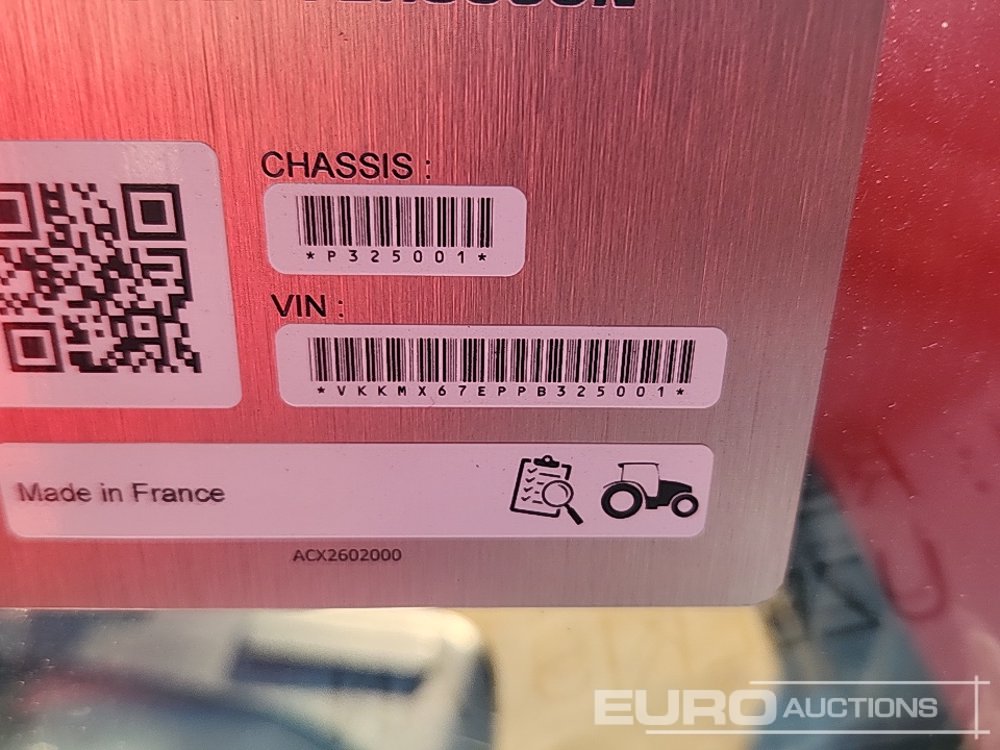 CHASSIS :
*P325001*
VIN :
*VKKMX67EPPB325001*
Made in France
ACX2602000
EURO AUCTIONS